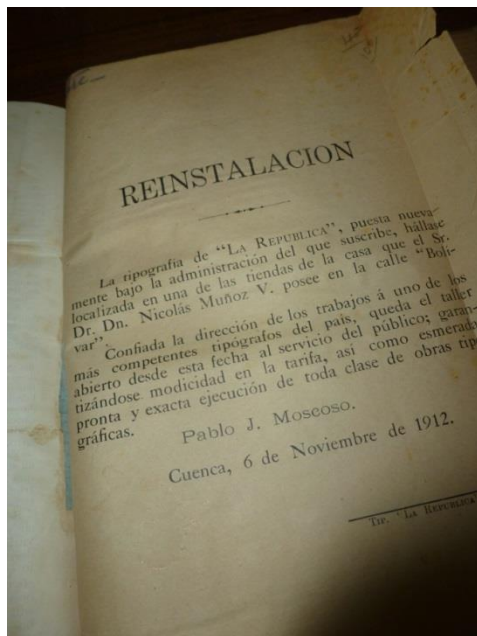 REINSTALACION
La tipografía de "LA REPUBLICA", puesta nueva-
mente bajo la administración del que suscribe, hállase
localizada en una de las tiendas de la casa que el Sr.
Dr. Dn. Nicolás Muñoz V. posee en la calle "Bolí-
var".
Confiada la dirección de los trabajos á uno de los
más competentes tipógrafos del país, queda el taller
abierto desde esta fecha al servicio del público; garan-
tizándose modicidad en la tarifa, así como esmerada
pronta y exacta ejecución de toda clase de obras tipo
gráficas.
Pablo J. Moscoso.
Cuenca, 6 de Noviembre de 1912.
TIP. "LA REPUBLICA"